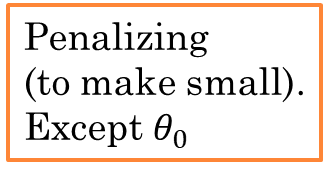 Penalizing
(to make small).
Except θ₀